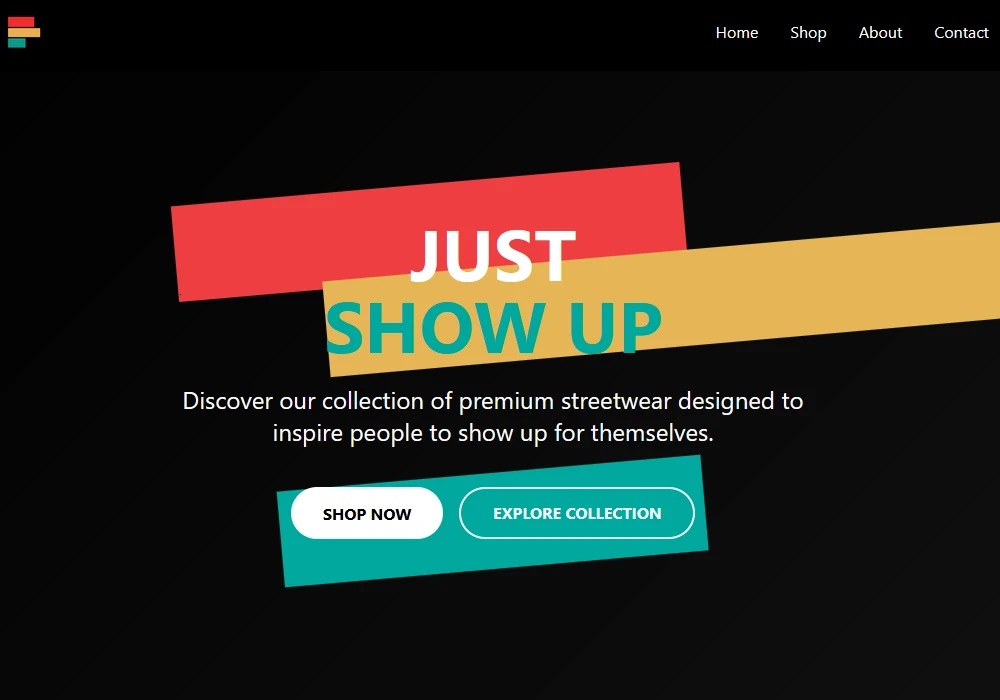 Home Shop About Contact
JUST
SHOW UP
Discover our collection of premium streetwear designed to
inspire people to show up for themselves.
SHOP NOW EXPLORE COLLECTION